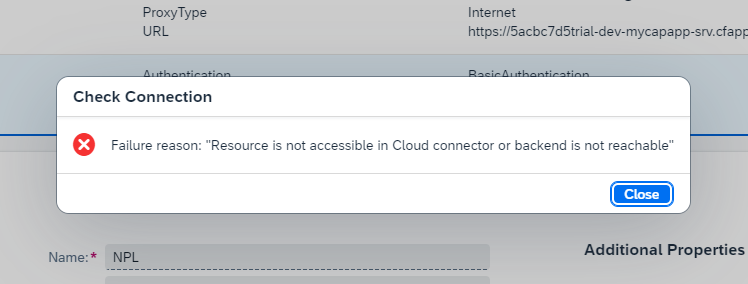 ProxyType Internet
URL https://5acbc7d5trial-dev-mycapapp-srv.cfapp
Authentication BasicAuthentication
Check Connection
Failure reason: "Resource is not accessible in Cloud connector or backend is not reachable"
Close
Name:* NPL
Additional Properties